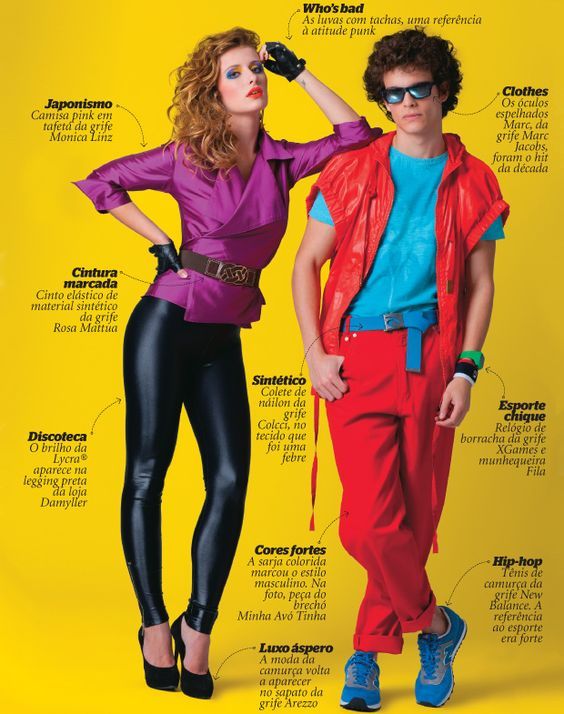 Who's bad
As luvas com tachas, uma referência
à atitude punk
Japonismo
Camisa pink em
tafetá da grife
Monica Linz
Clothes
Os óculos
espelhados
Marc, da
grife Marc
Jacobs,
foram o hit
da década
Cintura
marcada
Cinto elástico de
material sintético
da grife
Rosa Mattua
Sintético
Colete de
náilon da
grife
Colcci, no
tecido que
foi uma
febre
Esporte
chique
Relógio de
borracha da grife
XGames e
munhequeira
Fila
Discoteca
O brilho da
Lycra®
aparece na
legging preta
da loja
Damyller
Cores fortes
A sarja colorida
marcou o estilo
masculino. Na
foto, peça do
brechó
Minha Avó Tinha
Hip-hop
Tênis de
camurça da
grife New
Balance. A
referência
ao esporte
era forte
Luxo áspero
A moda da
camurça volta
a aparecer
no sapato da
grife Arezzo